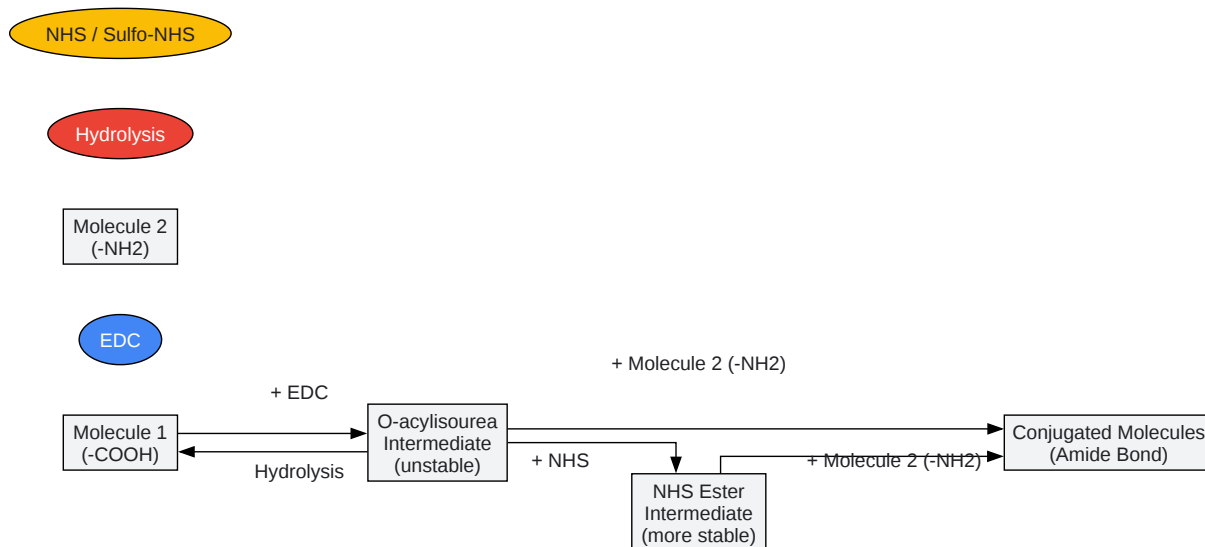 NHS / Sulfo-NHS
Hydrolysis
Molecule 2
(-NH2)
EDC
+ Molecule 2 (-NH2)
+ EDC
Molecule 1
(-COOH)
O-acylisourea
Intermediate
(unstable)
Conjugated Molecules
(Amide Bond)
Hydrolysis
+ NHS
+ Molecule 2 (-NH2)
NHS Ester
Intermediate
(more stable)